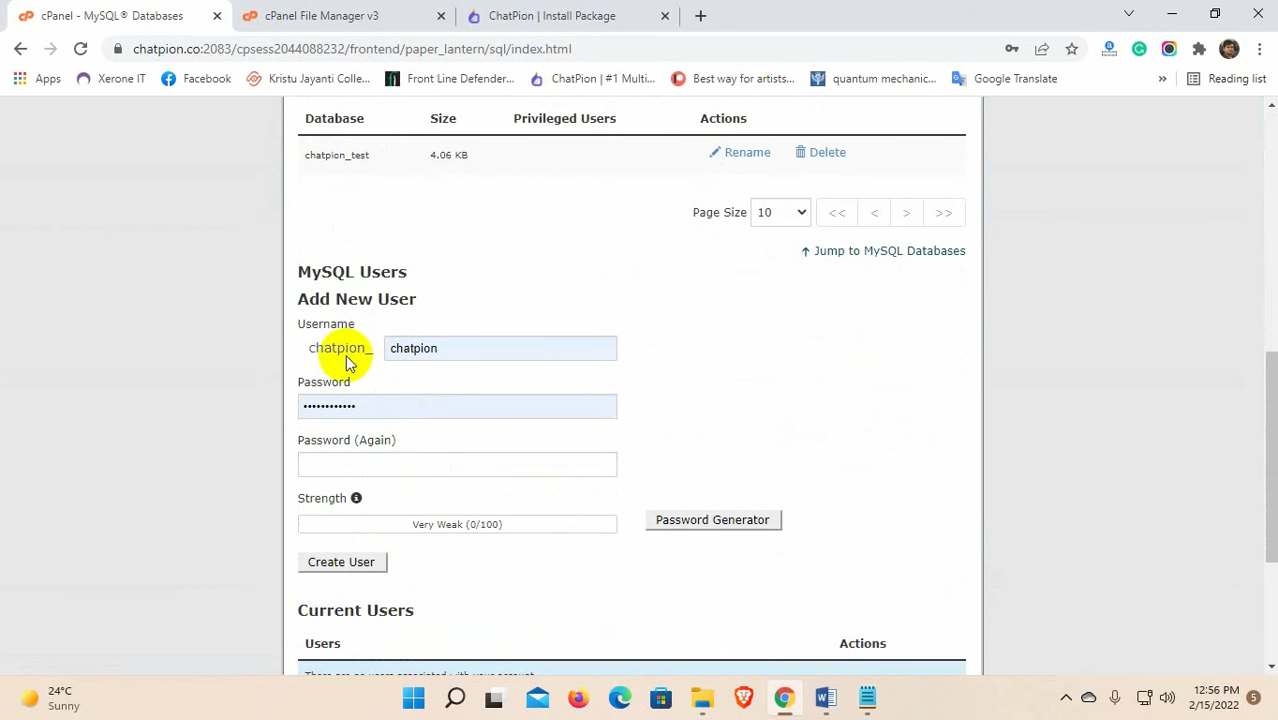 cPanel - MySQL® Databases
cPanel File Manager v3
ChatPion | Install Package
chatpion.co:2083/cpsess2044088232/frontend/paper_lantern/sql/index.html
Apps
Xerone IT
Facebook
Kristu Jayanti Colle...
Front Line Defender...
ChatPion | #1 Multi...
Best way for artists...
quantum mechanic...
Google Translate
»
Reading list
Database
Size
Privileged Users
Actions
chatpion_test
4.06 KB
Rename
Delete
Page Size
10
<<
<
>
>>
Jump to MySQL Databases
MySQL Users
Add New User
Username
chatpion_
chatpion
Password
••••••••••••
Password (Again)
Strength
Very Weak (0/100)
Password Generator
Create User
Current Users
Users
Actions
24°C
Sunny
12:56 PM
2/15/2022
5